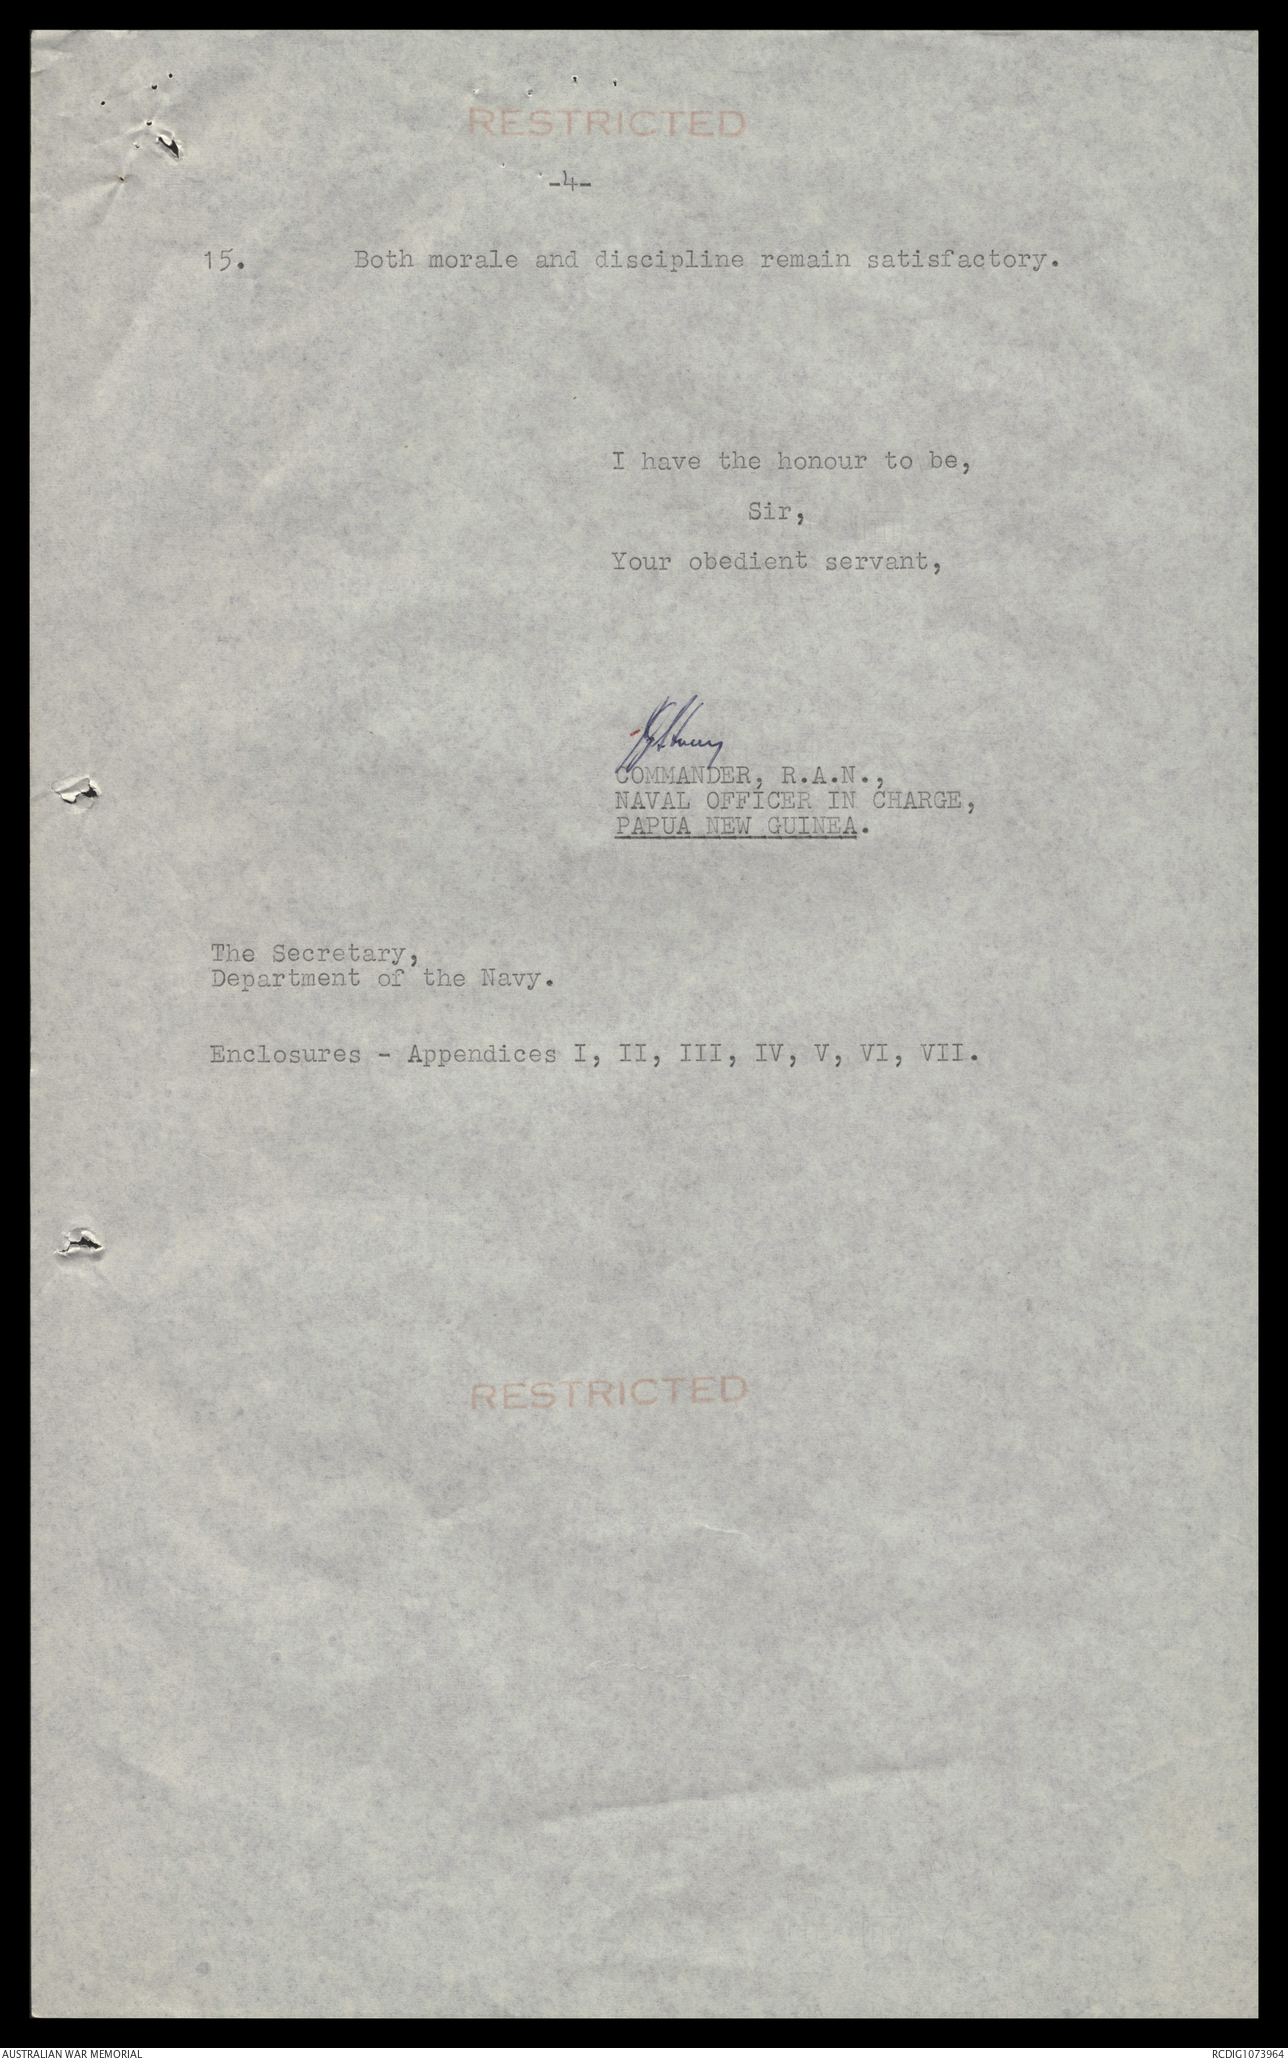 RESTRICTED
-4-
15. Both morale and discipline remain satisfactory.
I have the honour to be,
Sir,
Your obedient servant,
COMMANDER, R.A.N.,
NAVAL OFFICER IN CHARGE,
PAPUA NEW GUINEA.
The Secretary,
Department of the Navy.
Enclosures - Appendices I, II, III, IV, V, VI, VII.
RESTRICTED
AUSTRALIAN WAR MEMORIAL
RCDIG1073964